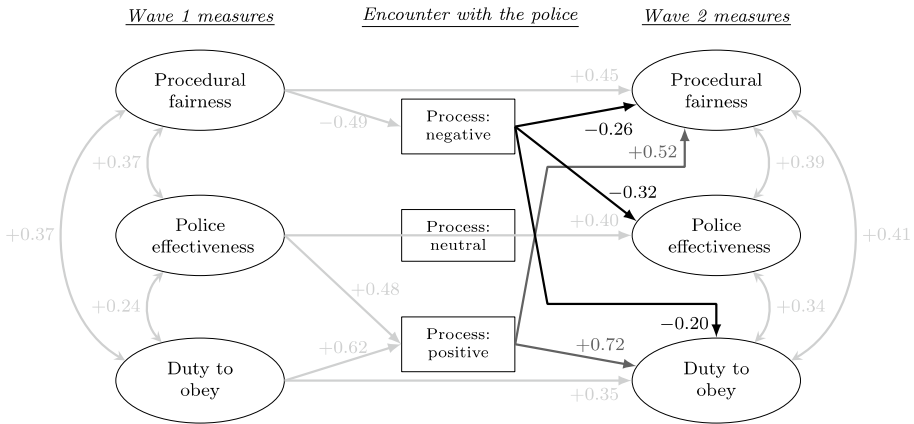 Wave 1 measures
Encounter with the police
Wave 2 measures
Procedural
fairness
+0.45
Procedural
fairness
−0.49
Process:
negative
−0.26
+0.37
+0.52
+0.39
−0.32
+0.37
Police
effectiveness
Process:
neutral
+0.40
Police
effectiveness
+0.41
+0.24
+0.48
+0.34
−0.20
+0.62
Process:
positive
+0.72
Duty to
obey
+0.35
Duty to
obey